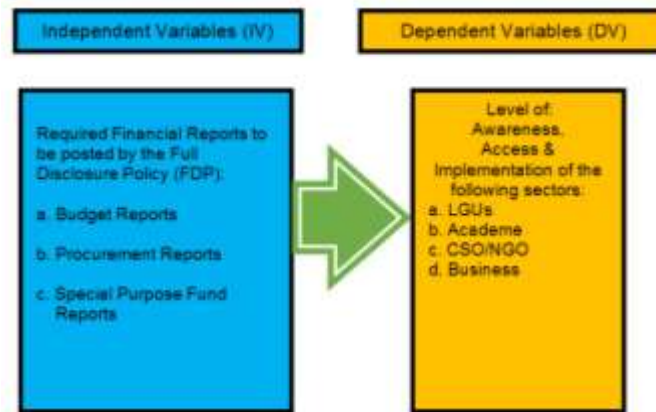 Independent Variables (IV)
Dependent Variables (DV)
Required Financial Reports to
be posted by the Full
Disclosure Policy (FDP):
a. Budget Reports
b. Procurement Reports
c. Special Purpose Fund
Reports
Level of:
Awareness,
Access &
Implementation of the
following sectors:
a. LGUs
b. Academe
c. CSO/NGO
d. Business